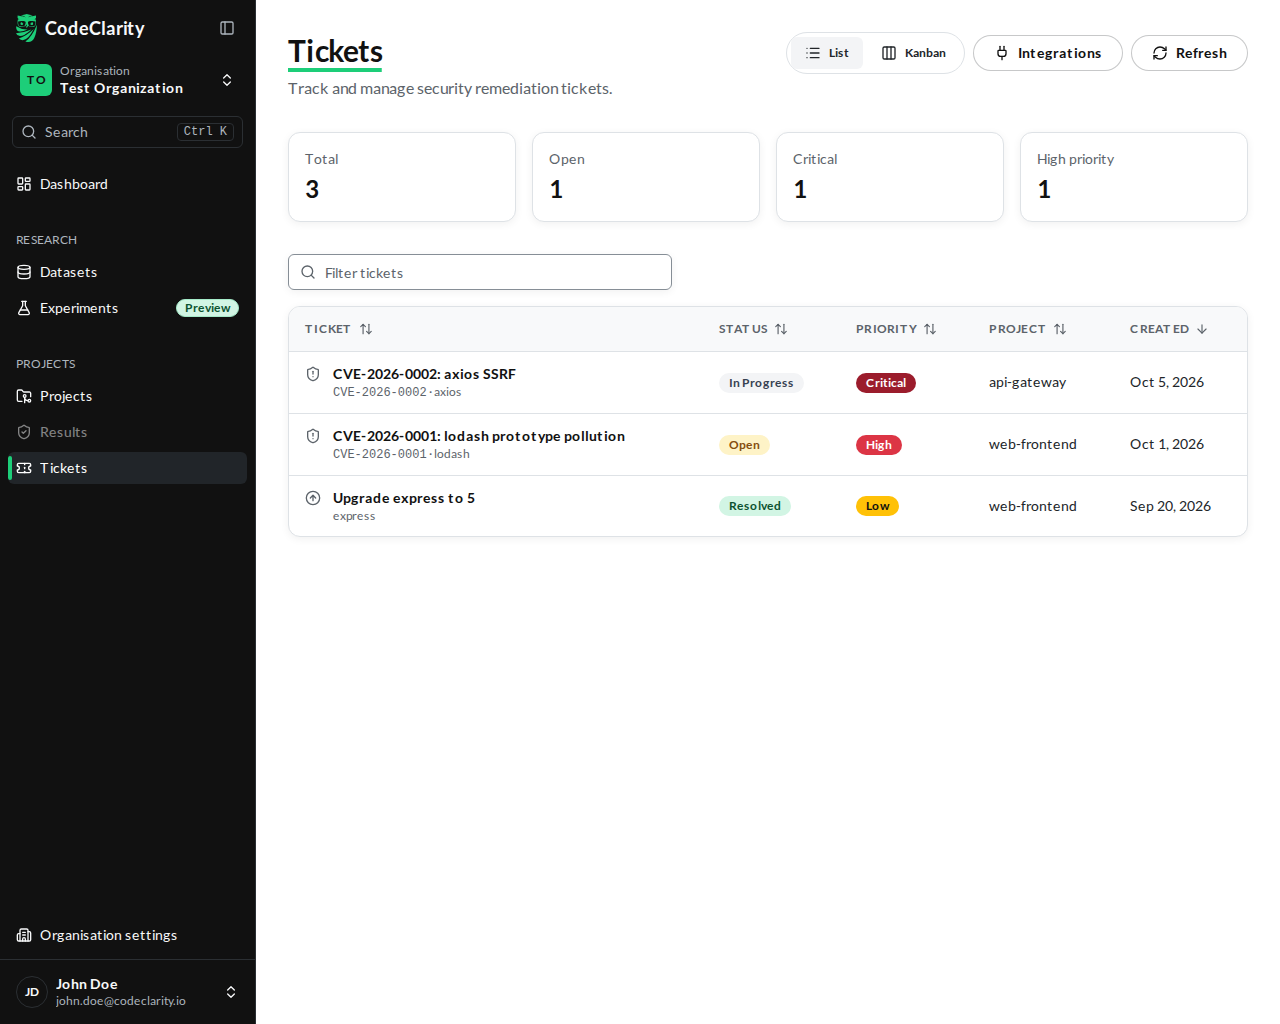 CodeClarity
TO
Organisation
Test Organization
Search
Ctrl K
Dashboard
RESEARCH
Datasets
Experiments
Preview
PROJECTS
Projects
Results
Tickets
Organisation settings
JD
John Doe
john.doe@codeclarity.io
Tickets
Track and manage security remediation tickets.
List
Kanban
Integrations
Refresh
Total
3
Open
1
Critical
1
High priority
1
Filter tickets
TICKET
STATUS
PRIORITY
PROJECT
CREATED
CVE-2026-0002: axios SSRF
CVE-2026-0002·axios
In Progress
Critical
api-gateway
Oct 5, 2026
CVE-2026-0001: lodash prototype pollution
CVE-2026-0001·lodash
Open
High
web-frontend
Oct 1, 2026
Upgrade express to 5
express
Resolved
Low
web-frontend
Sep 20, 2026